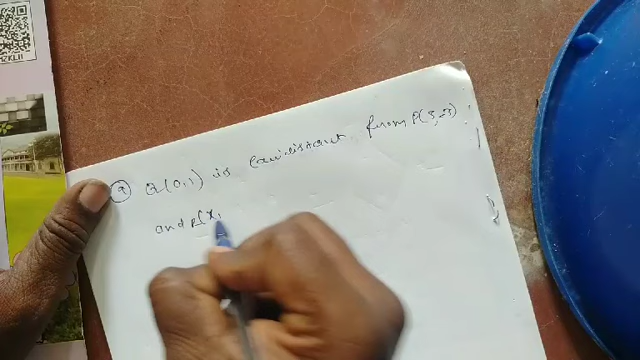 9 Q(0,1) is equidistant from P(5,-3)
and R(x,